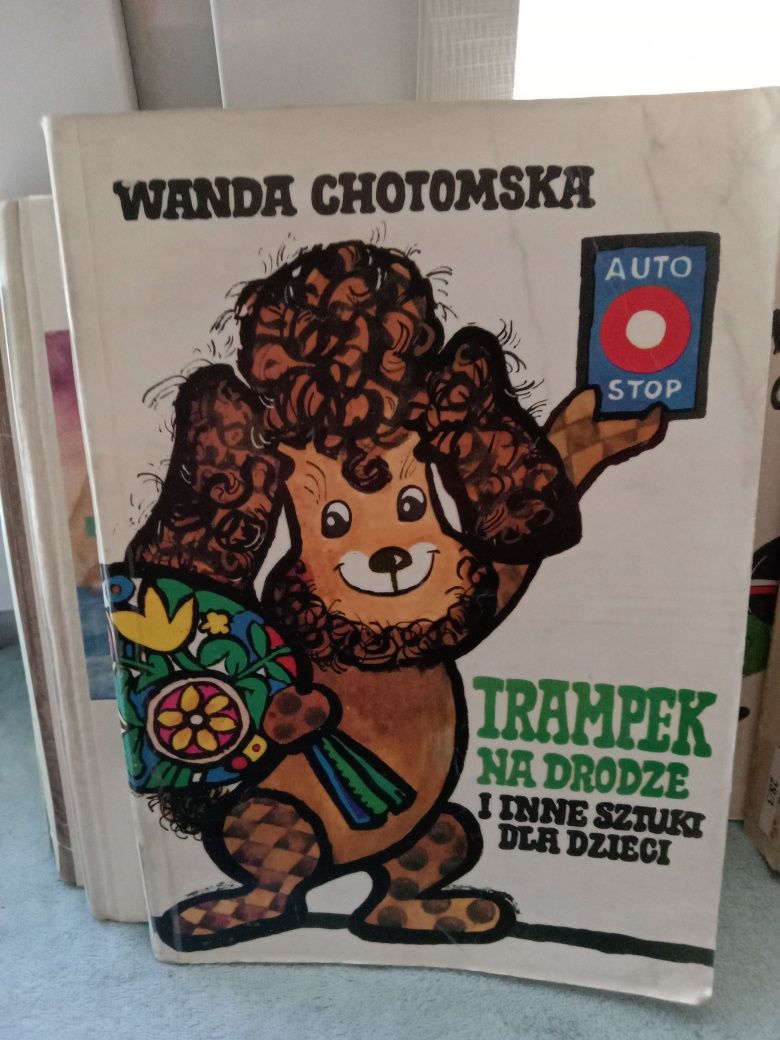 WANDA CHOTOMSKA
AUTO
STOP
TRAMPEK
NA DRODZE
I INNE SZTUKI
DLA DZIECI